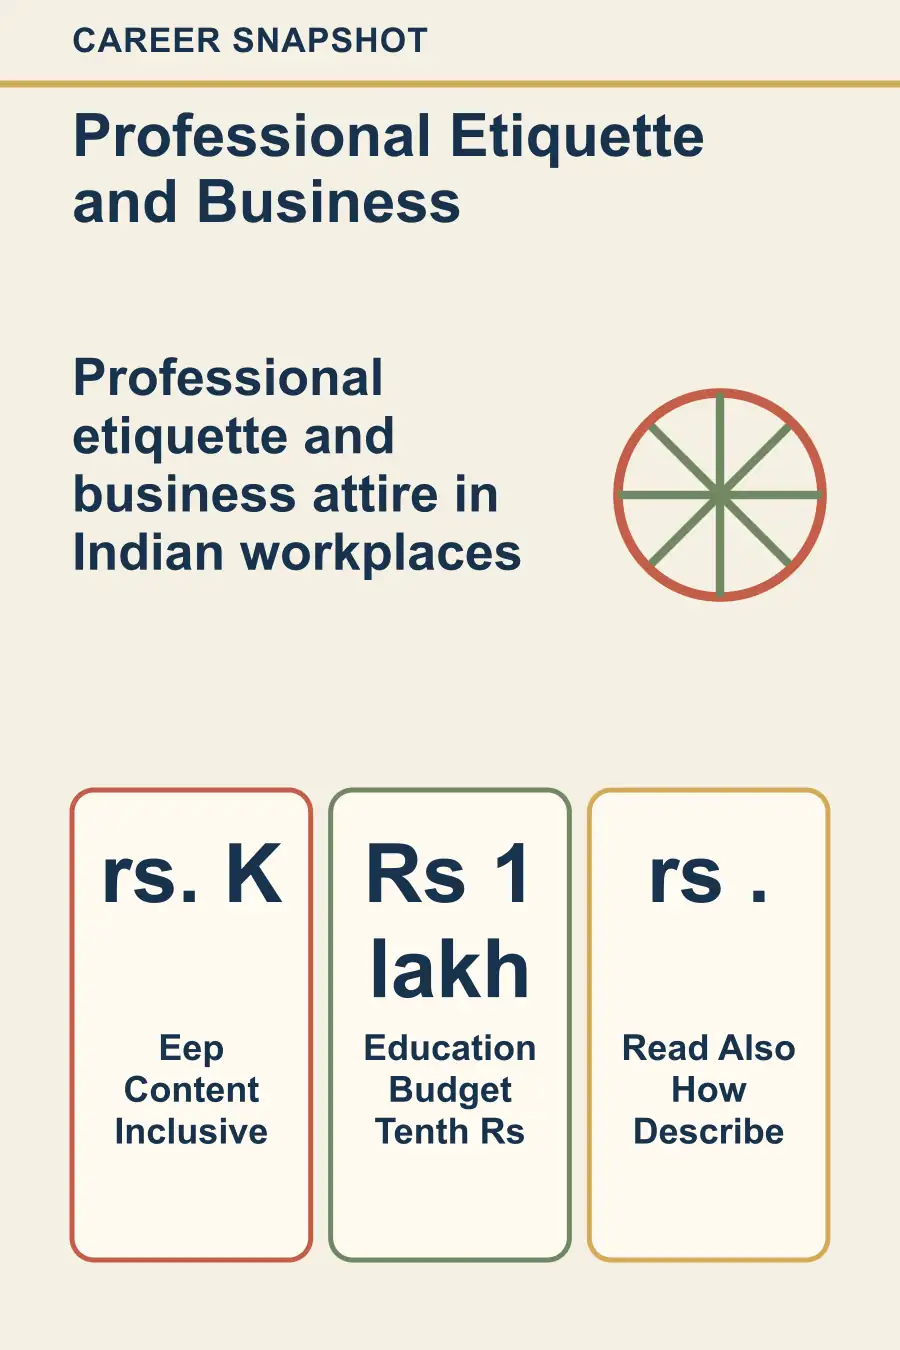 CAREER SNAPSHOT
Professional Etiquette
and Business
Professional
etiquette and
business attire in
Indian workplaces
rs. K
Eep
Content
Inclusive
Rs 1
lakh
Education
Budget
Tenth Rs
rs .
Read Also
How
Describe